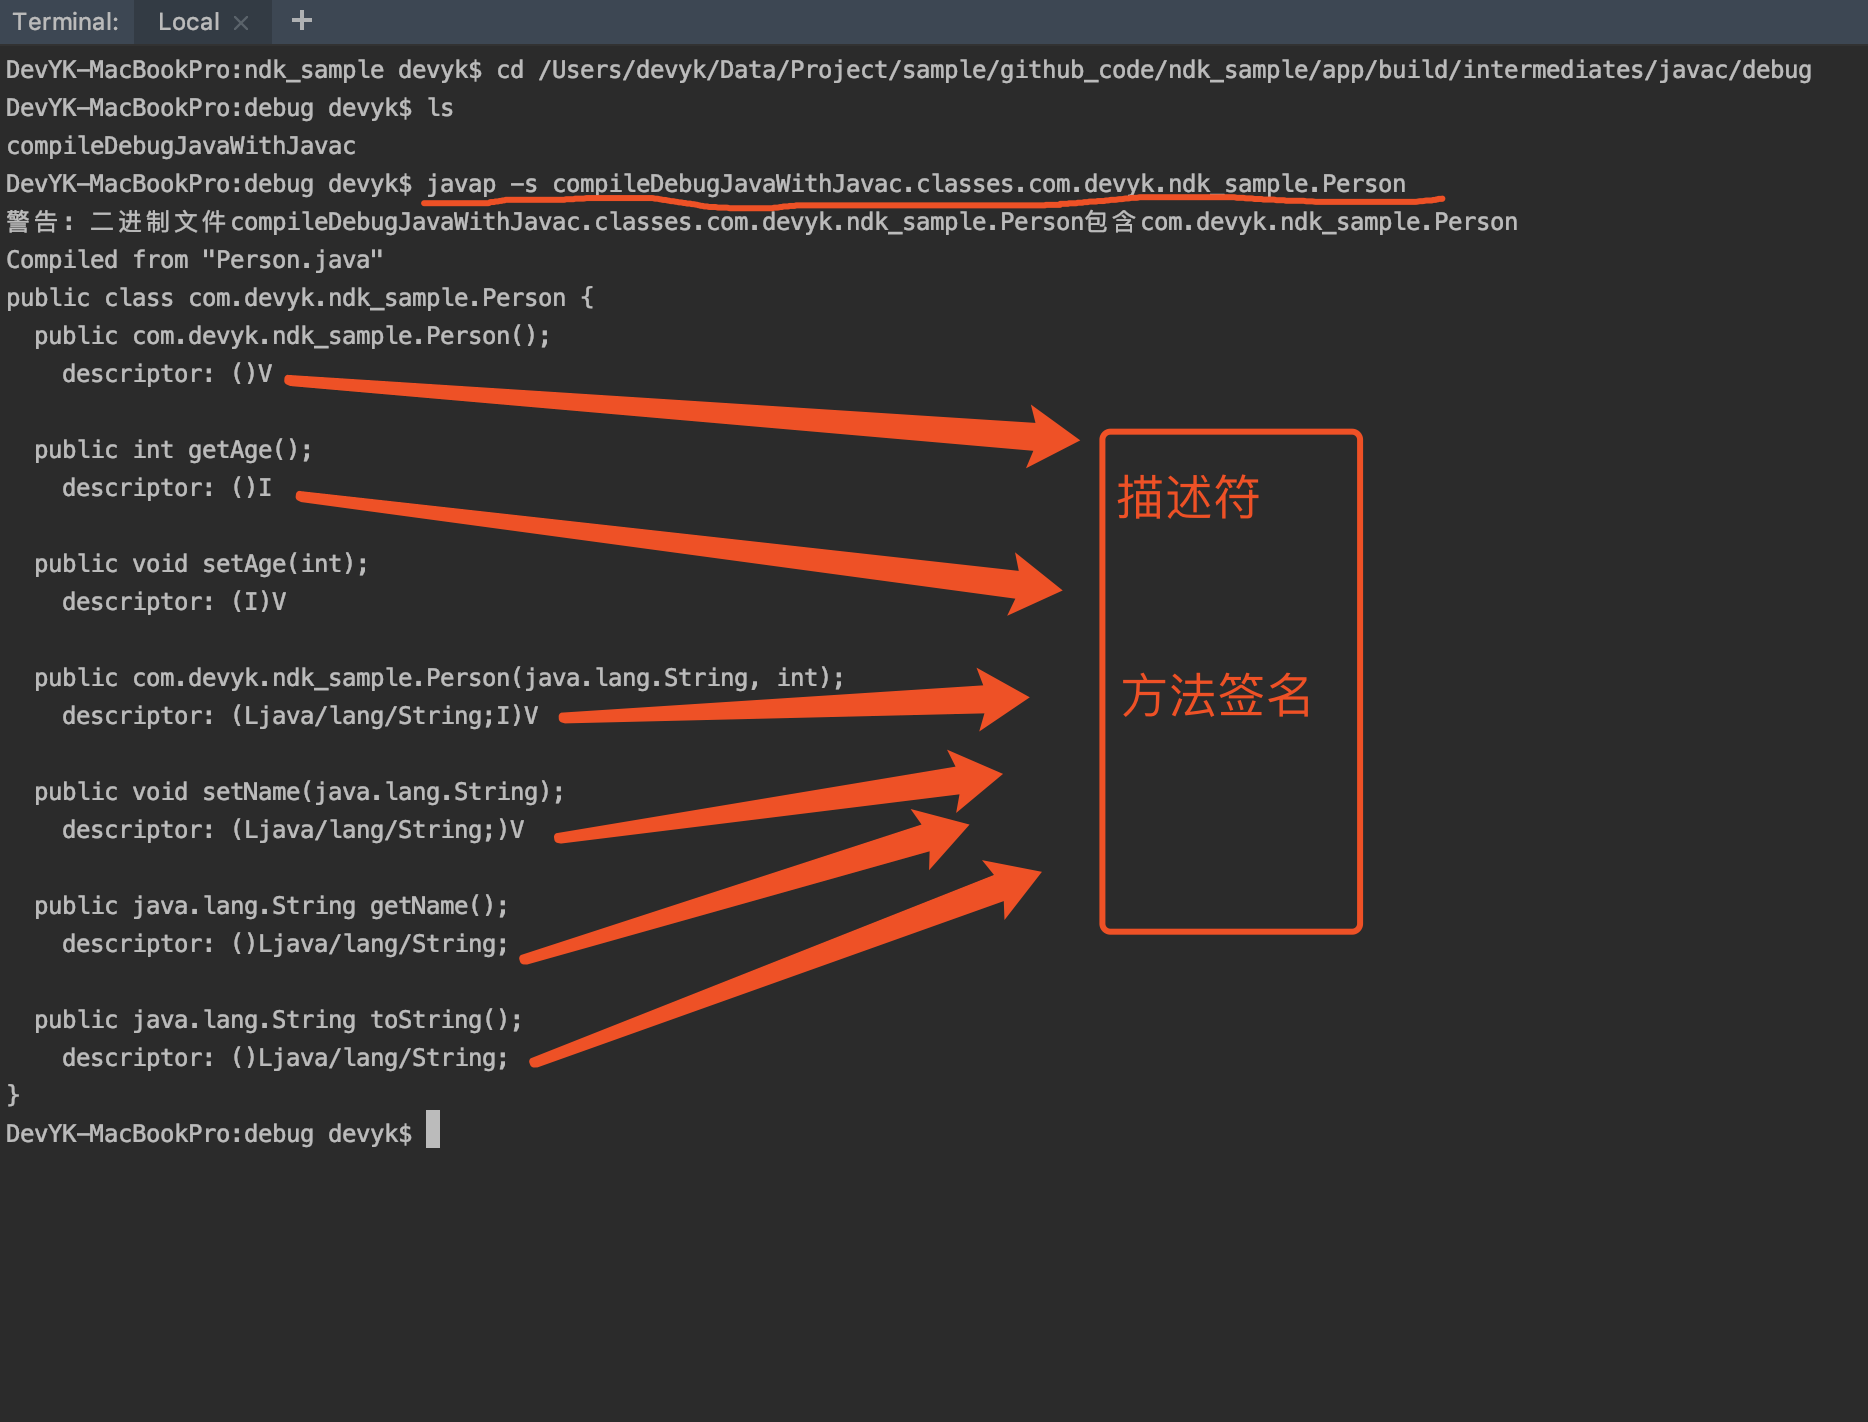 Terminal: Local × +
DevYK-MacBookPro:ndk_sample devyk$ cd /Users/devyk/Data/Project/sample/github_code/ndk_sample/app/build/intermediates/javac/debug
DevYK-MacBookPro:debug devyk$ ls
compileDebugJavaWithJavac
DevYK-MacBookPro:debug devyk$ javap -s compileDebugJavaWithJavac.classes.com.devyk.ndk_sample.Person
警告: 二进制文件compileDebugJavaWithJavac.classes.com.devyk.ndk_sample.Person包含com.devyk.ndk_sample.Person
Compiled from "Person.java"
public class com.devyk.ndk_sample.Person {
  public com.devyk.ndk_sample.Person();
    descriptor: ()V
  public int getAge();
    descriptor: ()I
  public void setAge(int);
    descriptor: (I)V
  public com.devyk.ndk_sample.Person(java.lang.String, int);
    descriptor: (Ljava/lang/String;I)V
  public void setName(java.lang.String);
    descriptor: (Ljava/lang/String;)V
  public java.lang.String getName();
    descriptor: ()Ljava/lang/String;
  public java.lang.String toString();
    descriptor: ()Ljava/lang/String;
}
DevYK-MacBookPro:debug devyk$
描述符
方法签名